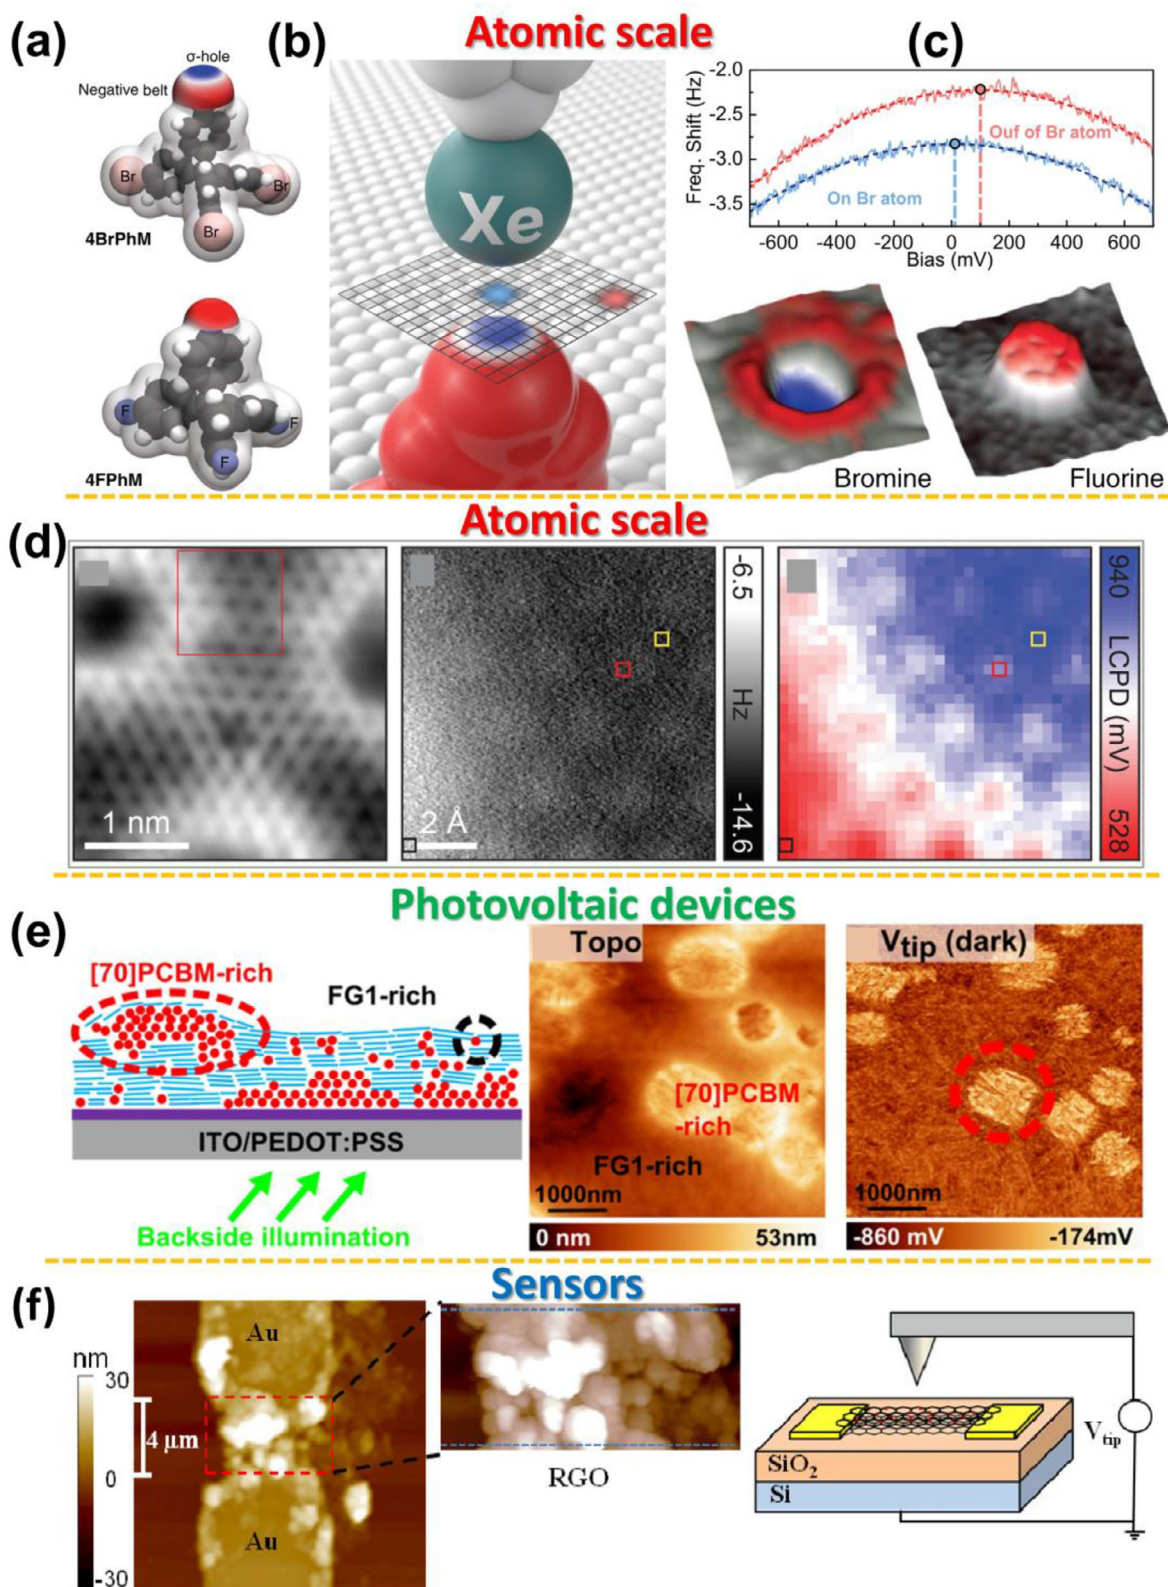 Atomic scale
(a)
σ-hole
Negative belt
Br
Br
Br
4BrPhM
F
F
F
4FPhM
(b)
Xe
(c)
Freq. Shift (Hz)
-2.0
-2.5
-3.0
-3.5
Ouf of Br atom
On Br atom
-600
-400
-200
0
200
400
600
Bias (mV)
Bromine
Fluorine
Atomic scale
(d)
1 nm
2 Å
-6.5
Hz
-14.6
940
LCPD (mV)
528
Photovoltaic devices
(e)
[70]PCBM-rich
FG1-rich
ITO/PEDOT:PSS
Backside illumination
Topo
[70]PCBM
-rich
FG1-rich
1000nm
0 nm
53nm
Vtip (dark)
1000nm
-860 mV
-174mV
Sensors
(f)
nm
30
0
-30
4 μm
Au
Au
RGO
Vtip
SiO2
Si